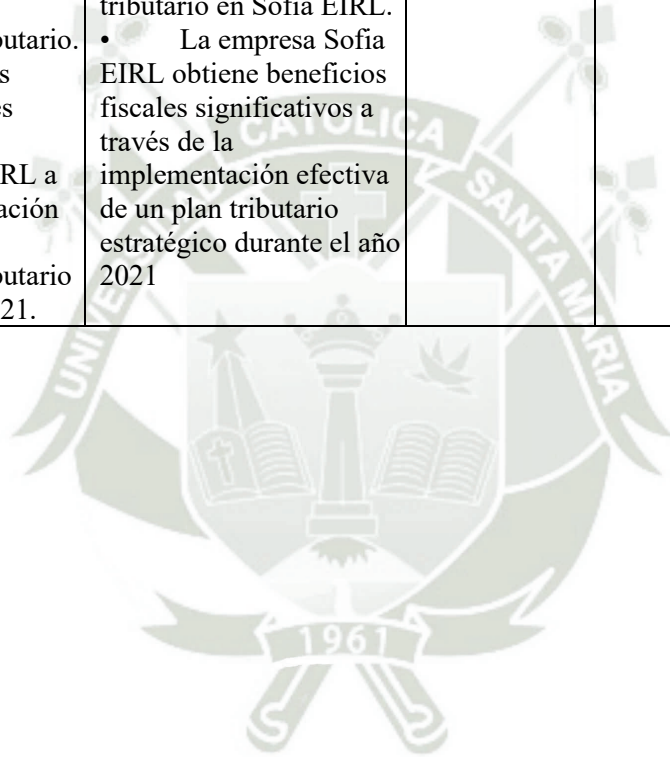 butario.
s
es
RL a
ación
butario
21.
tributario en Sofia EIRL.
• La empresa Sofia
EIRL obtiene beneficios
fiscales significativos a
través de la
implementación efectiva
de un plan tributario
estratégico durante el año
2021
CATOLICA
SANTA MARIA
1961